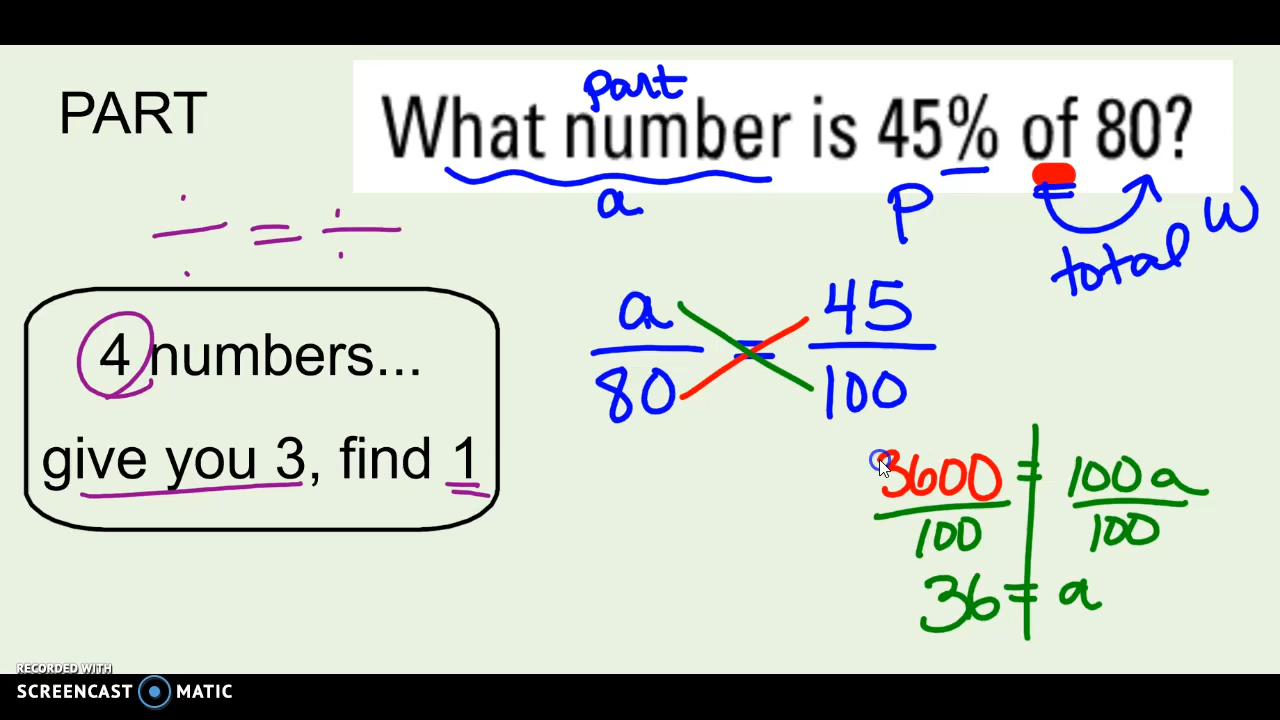 PART
part
What number is 45% of 80?
a
P
total
W
=
4 numbers...
give you 3, find 1
a = 45
80 100
3600 = 100a
100 100
36 = a
RECORDED WITH
SCREENCAST MATIC